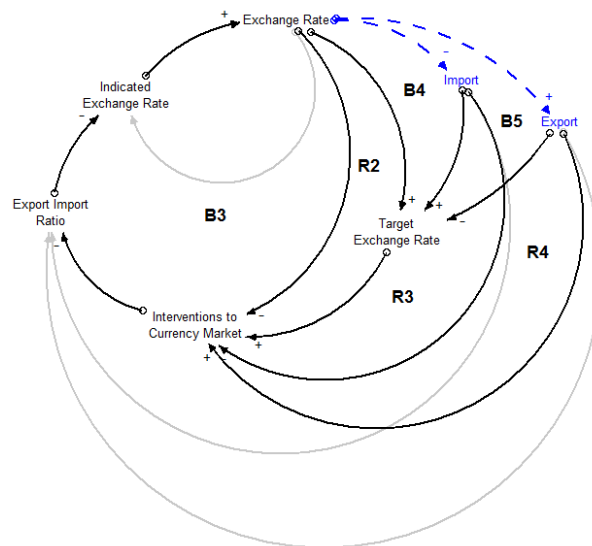 Exchange Rate
+
Indicated
Exchange Rate
-
Import
B4
+
B5
Export
-
R2
Export Import
Ratio
-
B3
+
+
Target
Exchange Rate
-
R4
R3
Interventions to
Currency Market
-
+
+
-